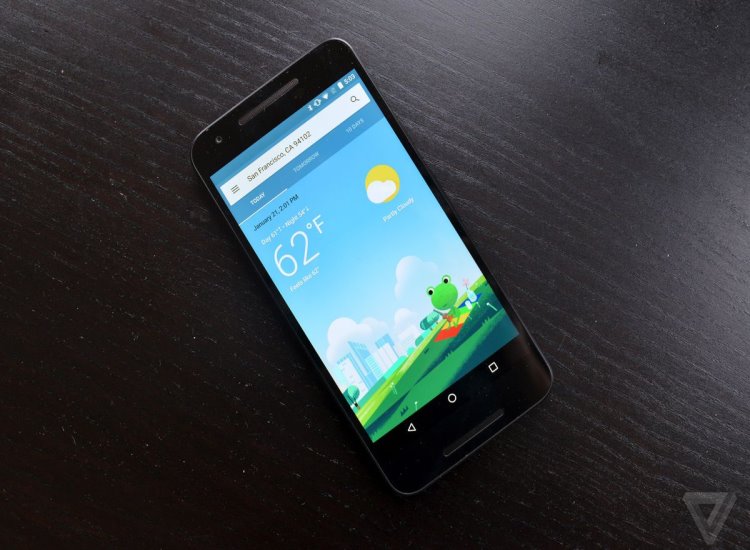 5:03
San Francisco, CA 94102
TODAY
TOMORROW
10 DAYS
January 21, 2:01 PM
Day 61°↑ • Night 54°↓
62°F
Feels like 62°
Partly Cloudy